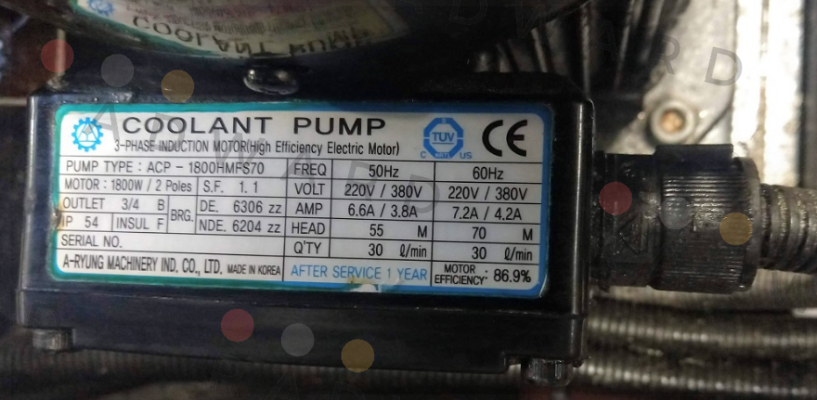 COOLANT PUMP
COOLANT PUMP
3-PHASE INDUCTION MOTOR(High Efficiency Electric Motor)
TUV
C US
CE
PUMP TYPE : ACP - 1800HMFS70 FREQ 50Hz 60Hz
MOTOR : 1800W / 2 Poles S.F. 1. 1 VOLT 220V / 380V 220V / 380V
OUTLET 3/4 B BRG. DE. 6306 zz AMP 6.6A / 3.8A 7.2A / 4.2A
IP 54 INSUL F NDE. 6204 zz HEAD 55 M 70 M
SERIAL NO. Q'TY 30 ℓ/min 30 ℓ/min
A-RYUNG MACHINERY IND. CO., LTD. MADE IN KOREA AFTER SERVICE 1 YEAR MOTOR EFFICIENCY : 86.9%